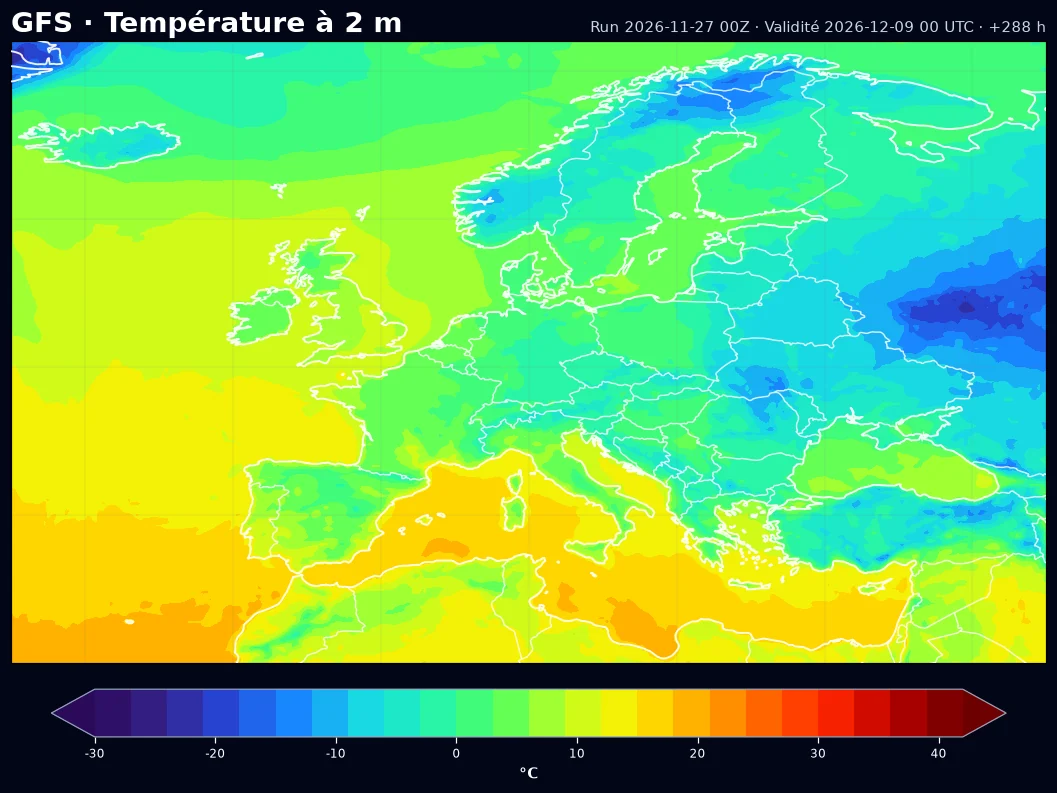 GFS · Température à 2 m
Run 2026-11-27 00Z · Validité 2026-12-09 00 UTC · +288 h
-30 -20 -10 0 10 20 30 40
°C